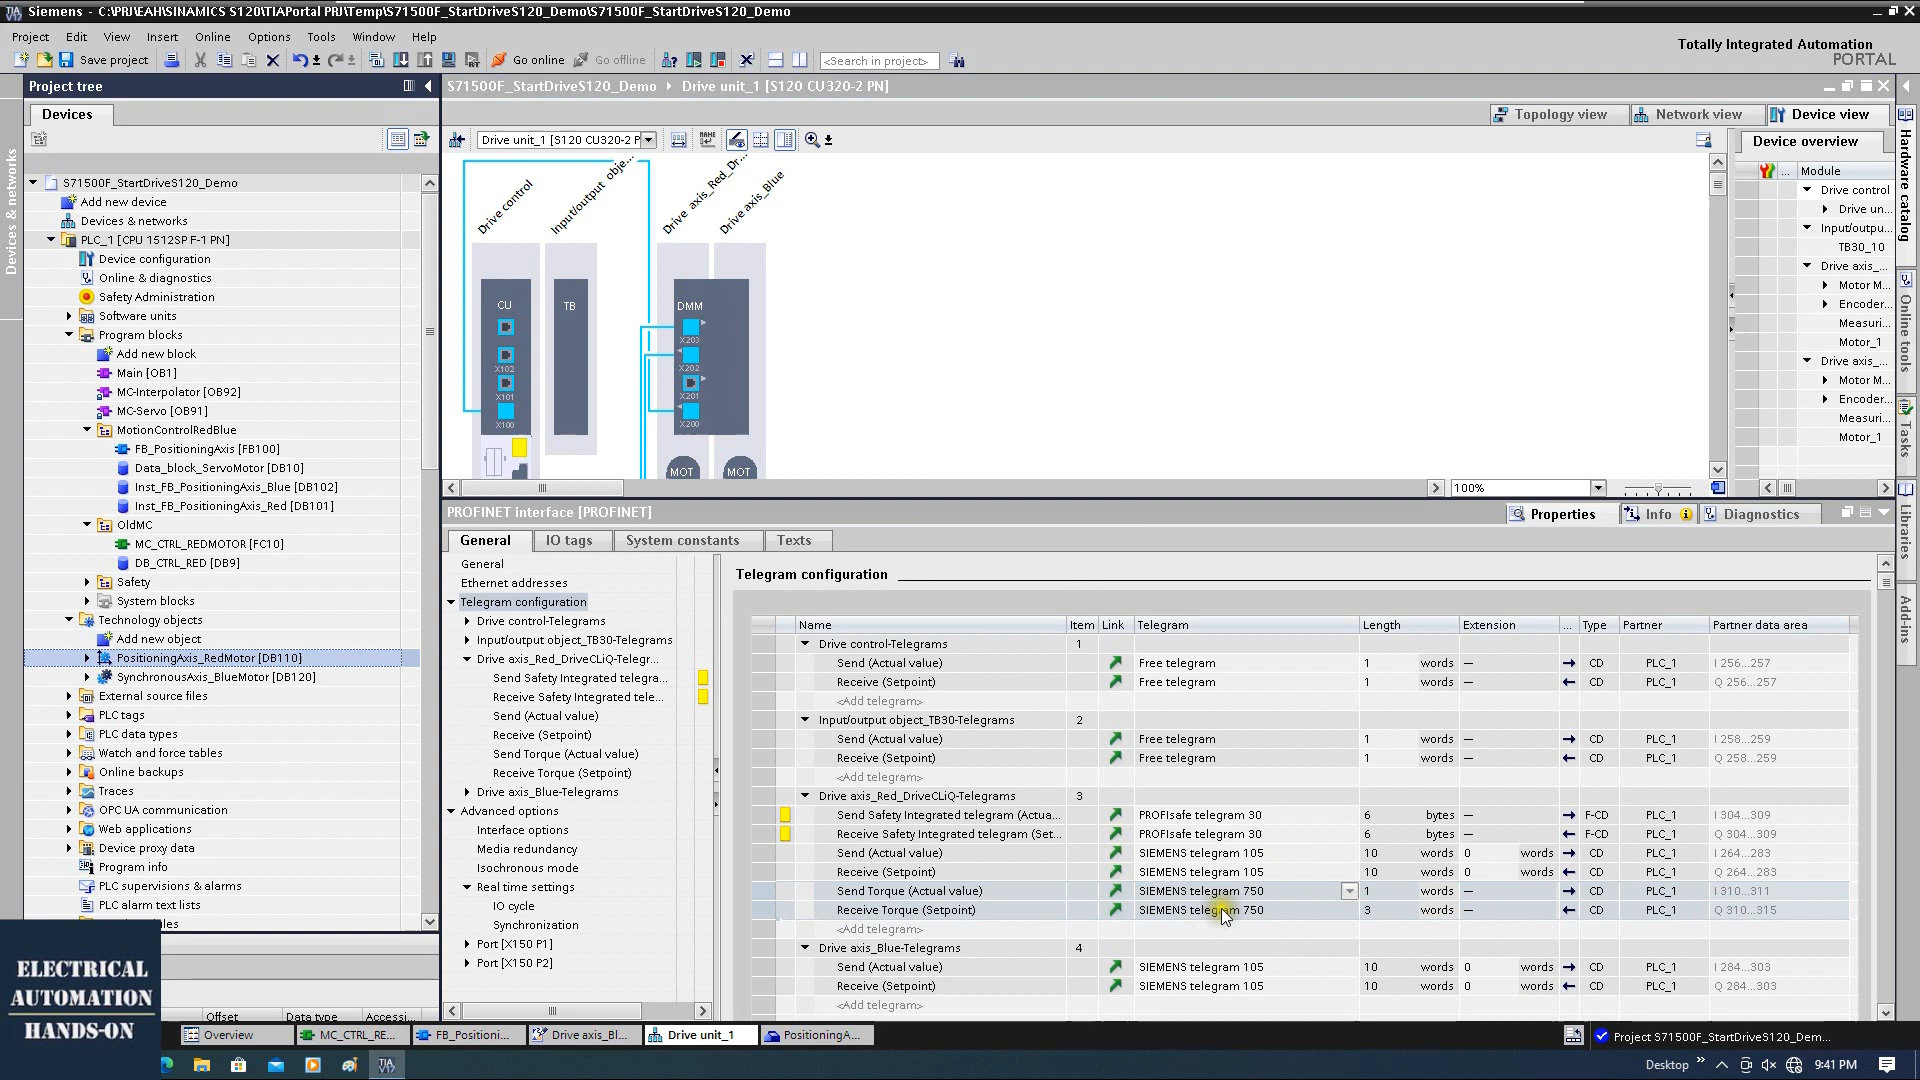 Siemens - C:\PRJ\EAH\SINAMICS S120\TIAPortal PRJ\Temp\S71500F_StartDriveS120_Demo\S71500F_StartDriveS120_Demo
Project Edit View Insert Online Options Tools Window Help
Totally Integrated Automation
PORTAL
Save project
Go online
Go offline
<Search in project>
Project tree
Devices
Devices & networks
S71500F_StartDriveS120_Demo
Add new device
Devices & networks
PLC_1 [CPU 1512SP F-1 PN]
Device configuration
Online & diagnostics
Safety Administration
Software units
Program blocks
Add new block
Main [OB1]
MC-Interpolator [OB92]
MC-Servo [OB91]
MotionControlRedBlue
FB_PositioningAxis [FB100]
Data_block_ServoMotor [DB10]
Inst_FB_PositioningAxis_Blue [DB102]
Inst_FB_PositioningAxis_Red [DB101]
OldMC
MC_CTRL_REDMOTOR [FC10]
DB_CTRL_RED [DB9]
Safety
System blocks
Technology objects
Add new object
PositioningAxis_RedMotor [DB110]
SynchronousAxis_BlueMotor [DB120]
External source files
PLC tags
PLC data types
Watch and force tables
Online backups
Traces
OPC UA communication
Web applications
Device proxy data
Program info
PLC supervisions & alarms
PLC alarm text lists
Offset Data type Accessi...
ELECTRICAL
AUTOMATION
HANDS-ON
S71500F_StartDriveS120_Demo ▸ Drive unit_1 [S120 CU320-2 PN]
Topology view Network view Device view
Drive unit_1 [S120 CU320-2 P
Drive control
Input/output obje...
Drive axis_Red_Dr...
Drive axis_Blue
CU
X102
X101
X100
TB
DMM
X203
X202
X201
X200
MOT MOT
100%
Device overview
... Module
Drive control
Drive un...
Input/outpu...
TB30_10
Drive axis_...
Motor M...
Encoder...
Measuri...
Motor_1
Drive axis_...
Motor M...
Encoder...
Measuri...
Motor_1
Hardware catalog
Online tools
Tasks
Libraries
Add-ins
PROFINET interface [PROFINET]
Properties Info Diagnostics
General IO tags System constants Texts
General
Ethernet addresses
Telegram configuration
Drive control-Telegrams
Input/output object_TB30-Telegrams
Drive axis_Red_DriveCLiQ-Telegr...
Send Safety Integrated telegra...
Receive Safety Integrated tele...
Send (Actual value)
Receive (Setpoint)
Send Torque (Actual value)
Receive Torque (Setpoint)
Drive axis_Blue-Telegrams
Advanced options
Interface options
Media redundancy
Isochronous mode
Real time settings
IO cycle
Synchronization
Port [X150 P1]
Port [X150 P2]
Telegram configuration
Name Item Link Telegram Length Extension ... Type Partner Partner data area
Drive control-Telegrams 1
Send (Actual value) Free telegram 1 words — → CD PLC_1 I 256...257
Receive (Setpoint) Free telegram 1 words — ← CD PLC_1 Q 256...257
<Add telegram>
Input/output object_TB30-Telegrams 2
Send (Actual value) Free telegram 1 words — → CD PLC_1 I 258...259
Receive (Setpoint) Free telegram 1 words — ← CD PLC_1 Q 258...259
<Add telegram>
Drive axis_Red_DriveCLiQ-Telegrams 3
Send Safety Integrated telegram (Actua... PROFIsafe telegram 30 6 bytes — → F-CD PLC_1 I 304...309
Receive Safety Integrated telegram (Set... PROFIsafe telegram 30 6 bytes — ← F-CD PLC_1 Q 304...309
Send (Actual value) SIEMENS telegram 105 10 words 0 words → CD PLC_1 I 264...283
Receive (Setpoint) SIEMENS telegram 105 10 words 0 words ← CD PLC_1 Q 264...283
Send Torque (Actual value) SIEMENS telegram 750 1 words — → CD PLC_1 I 310...311
Receive Torque (Setpoint) SIEMENS telegram 750 3 words — ← CD PLC_1 Q 310...315
<Add telegram>
Drive axis_Blue-Telegrams 4
Send (Actual value) SIEMENS telegram 105 10 words 0 words → CD PLC_1 I 284...303
Receive (Setpoint) SIEMENS telegram 105 10 words 0 words ← CD PLC_1 Q 284...303
<Add telegram>
Overview MC_CTRL_RE... FB_Positioni... Drive axis_Bl... Drive unit_1 PositioningA...
Project S71500F_StartDriveS120_Dem...
Desktop 9:41 PM